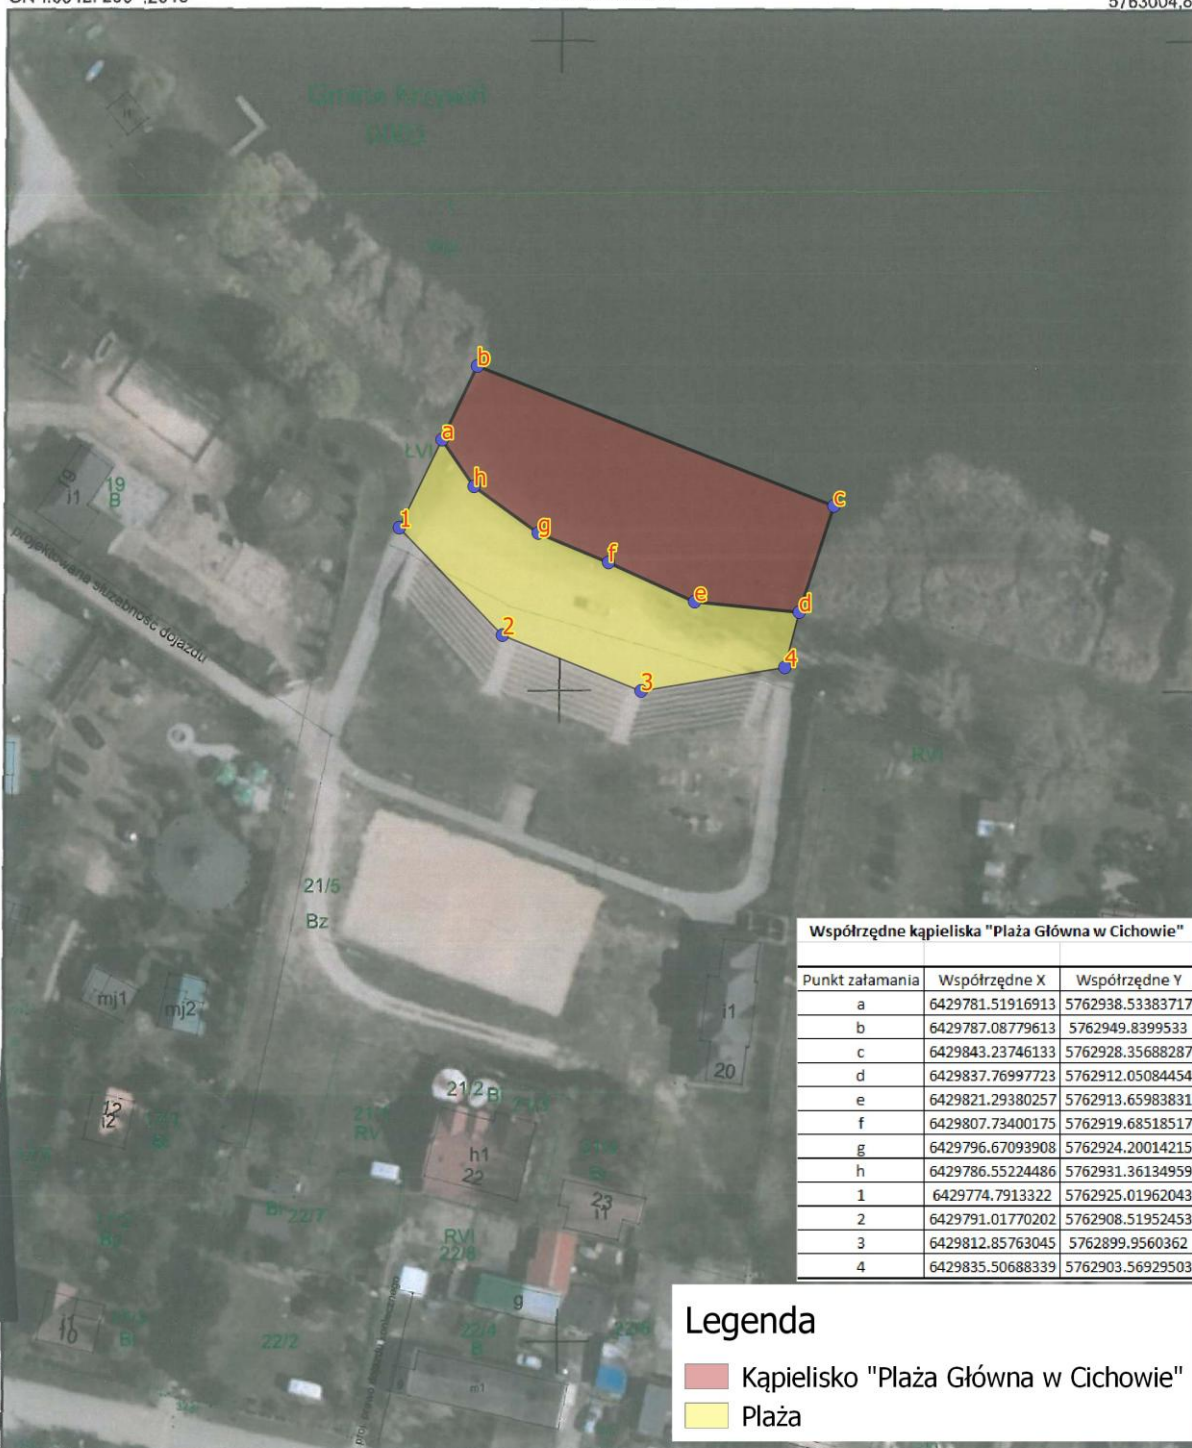 5763004,8
b
a
ŁVI
h
c
1
g
f
19
19
i1
B
e
d
projektowana służebność dojazdu
2
4
3
RVI
21/5
Bz
mj1
mj2
i1
20
21/2
12
i2
h1
22
23
i1
RVI
22/8
g
22/4
B
22/2
10
m1
Współrzędne kąpieliska "Plaża Główna w Cichowie"
Punkt załamania Współrzędne X Współrzędne Y
a 6429781.51916913 5762938.53383717
b 6429787.08779613 5762949.8399533
c 6429843.23746133 5762928.35688287
d 6429837.76997723 5762912.05084454
e 6429821.29380257 5762913.65983831
f 6429807.73400175 5762919.68518517
g 6429796.67093908 5762924.20014215
h 6429786.55224486 5762931.36134959
1 6429774.7913322 5762925.01962043
2 6429791.01770202 5762908.51952453
3 6429812.85763045 5762899.9560362
4 6429835.50688339 5762903.56929503
Legenda
Kąpielisko "Plaża Główna w Cichowie"
Plaża